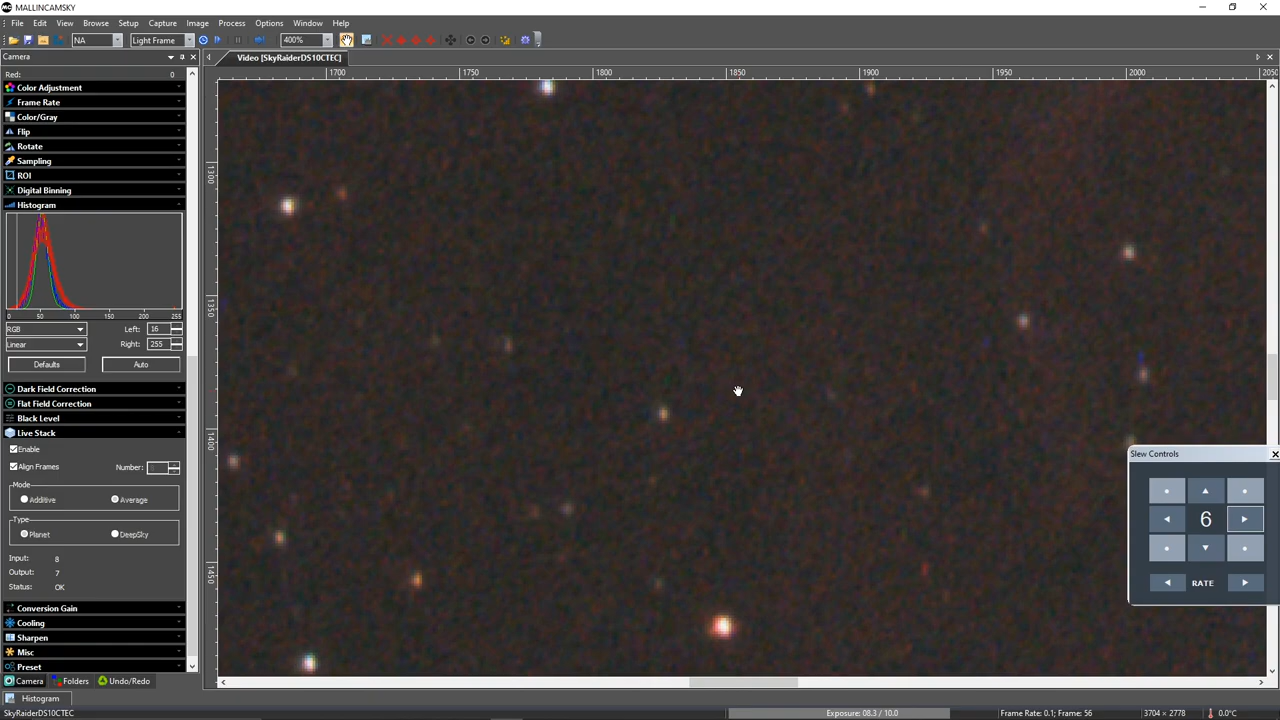 MALLINCAMSKY
File Edit View Browse Setup Capture Image Process Options Window Help
NA Light Frame 400%
Camera
Video [SkyRaiderDS10CTEC]
1700 1750 1800 1850 1900 1950 2000 2050
Red: 0
Color Adjustment
Frame Rate
Color/Gray
Flip
Rotate
Sampling
ROI
Digital Binning
Histogram
0 50 100 150 200 255
RGB Left: 16
Linear Right: 255
Defaults Auto
Dark Field Correction
Flat Field Correction
Black Level
Live Stack
Enable
Align Frames Number:
Mode
Additive Average
Type
Planet DeepSky
Input: 8
Output: 7
Status: OK
Conversion Gain
Cooling
Sharpen
Misc
Preset
Camera Folders Undo/Redo
Histogram
1300
1350
1400
1450
Slew Controls
6
RATE
SkyRaiderDS10CTEC Exposure: 08.3 / 10.0 Frame Rate: 0.1; Frame: 56 3704 × 2778 0.0°C